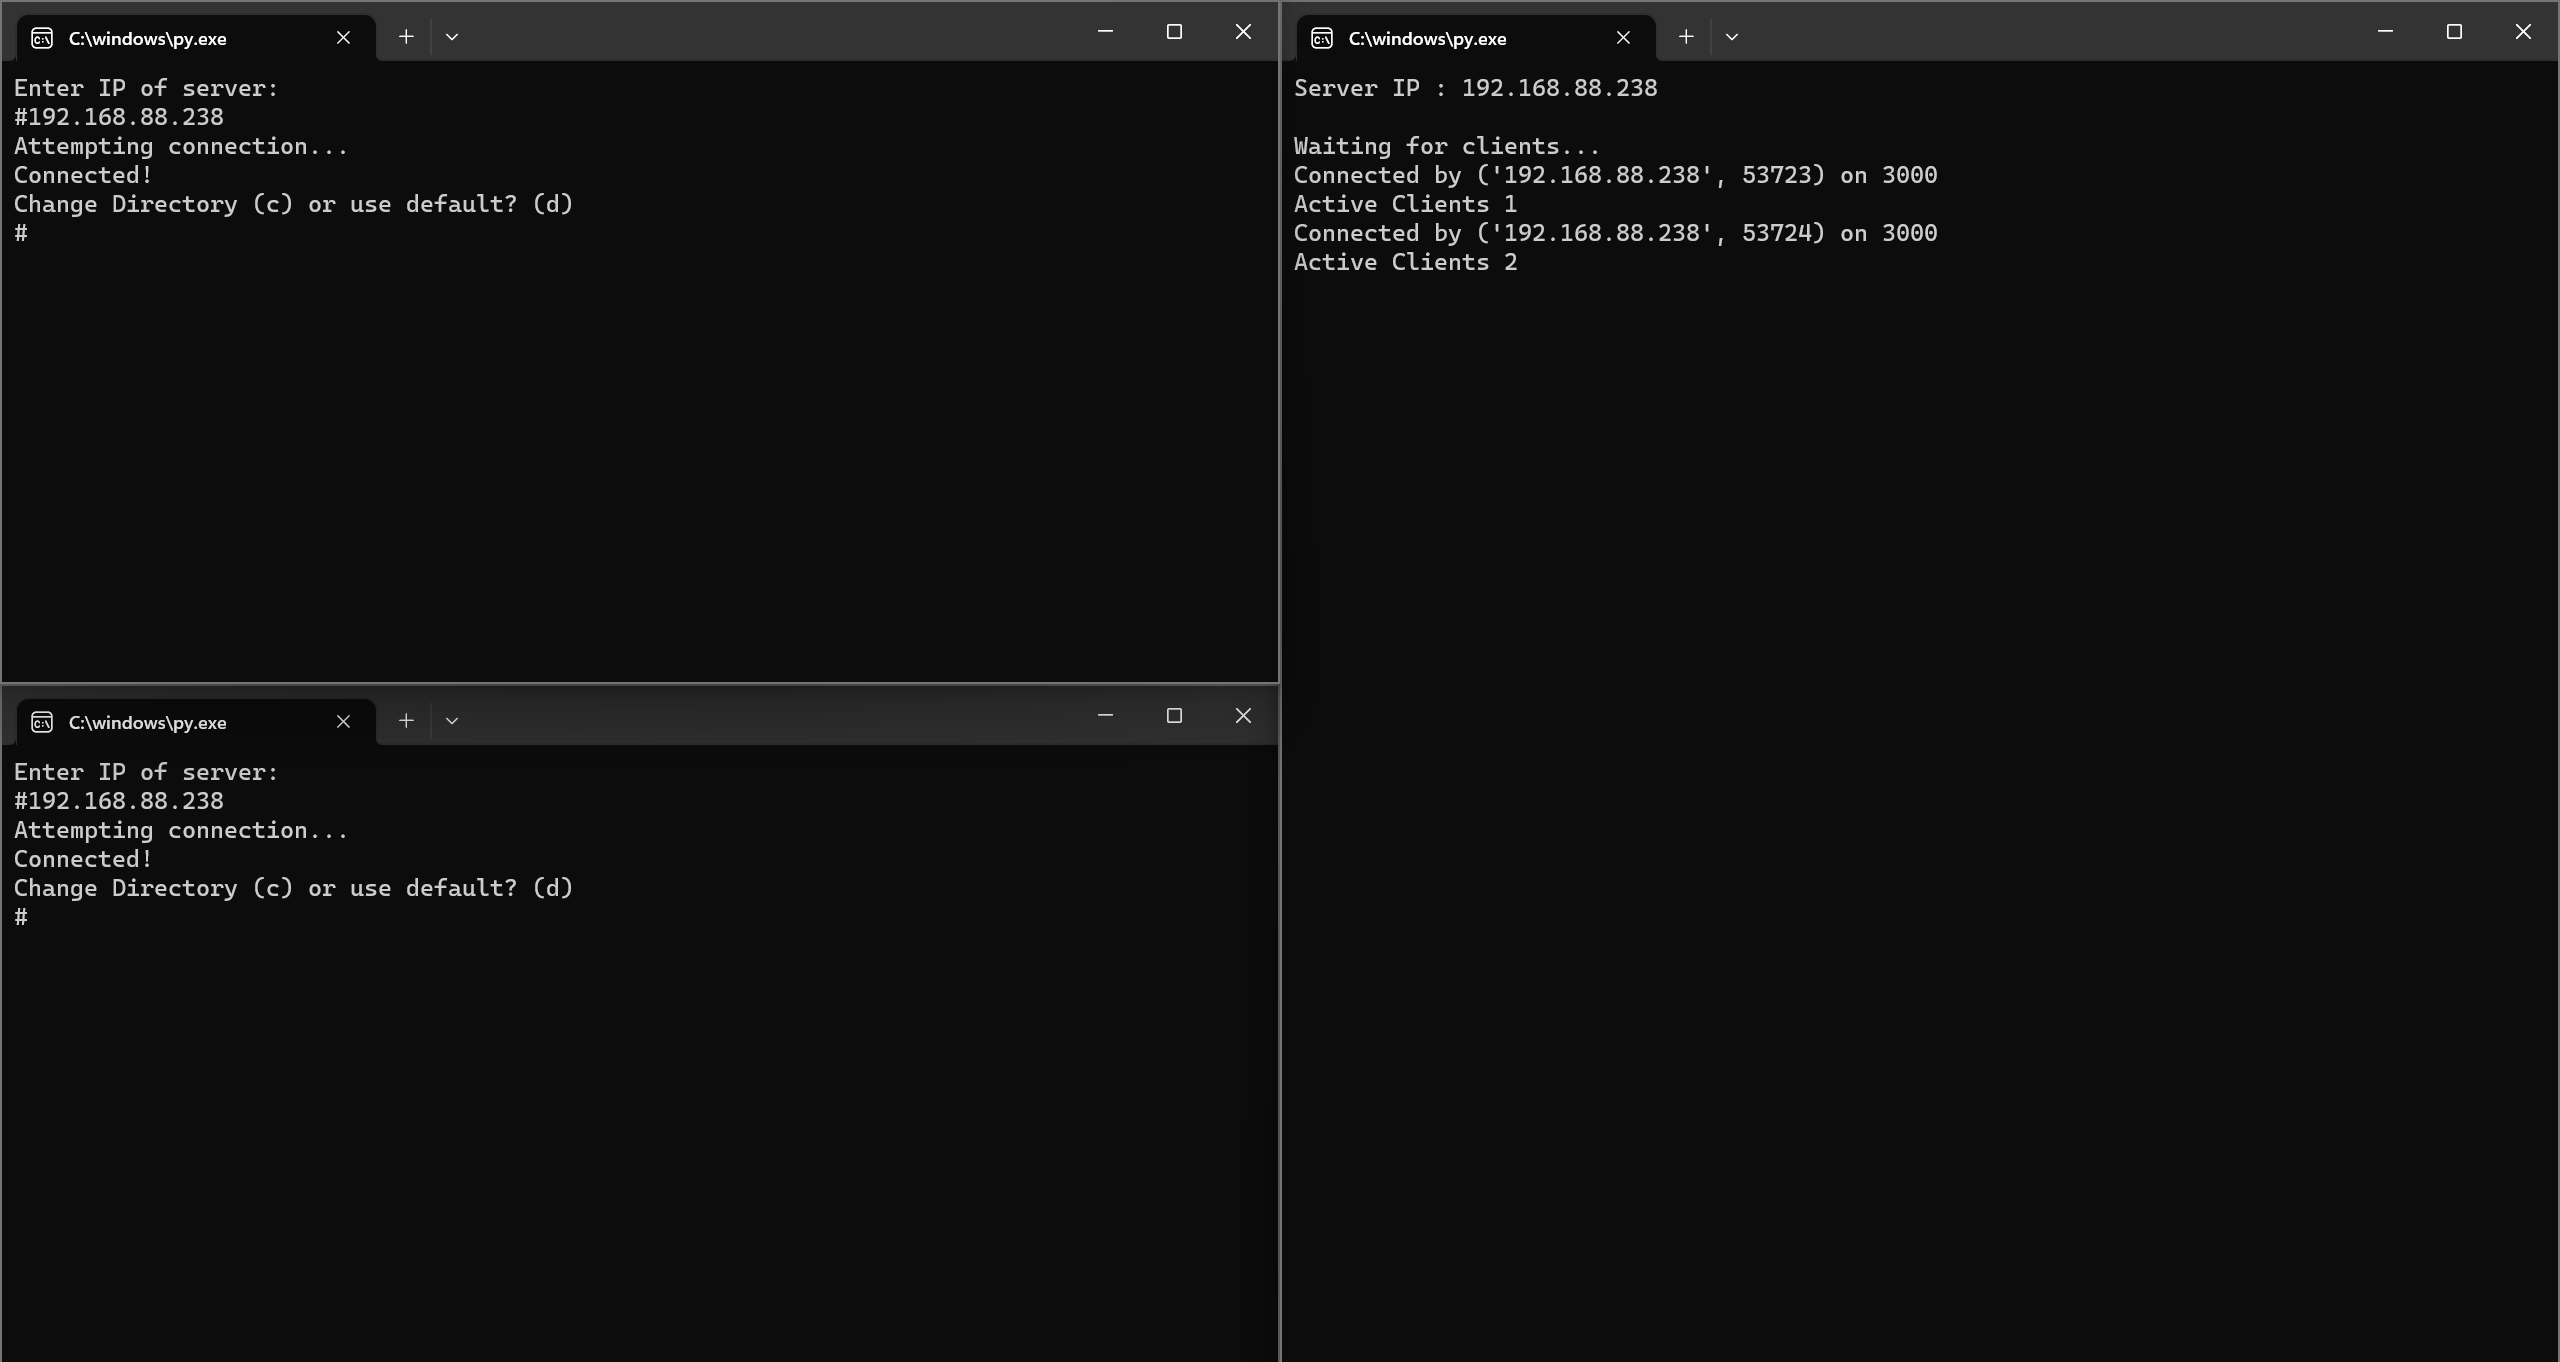 C:\windows\py.exe
Enter IP of server:
#192.168.88.238
Attempting connection...
Connected!
Change Directory (c) or use default? (d)
#
C:\windows\py.exe
Enter IP of server:
#192.168.88.238
Attempting connection...
Connected!
Change Directory (c) or use default? (d)
#
C:\windows\py.exe
Server IP : 192.168.88.238
Waiting for clients...
Connected by ('192.168.88.238', 53723) on 3000
Active Clients 1
Connected by ('192.168.88.238', 53724) on 3000
Active Clients 2